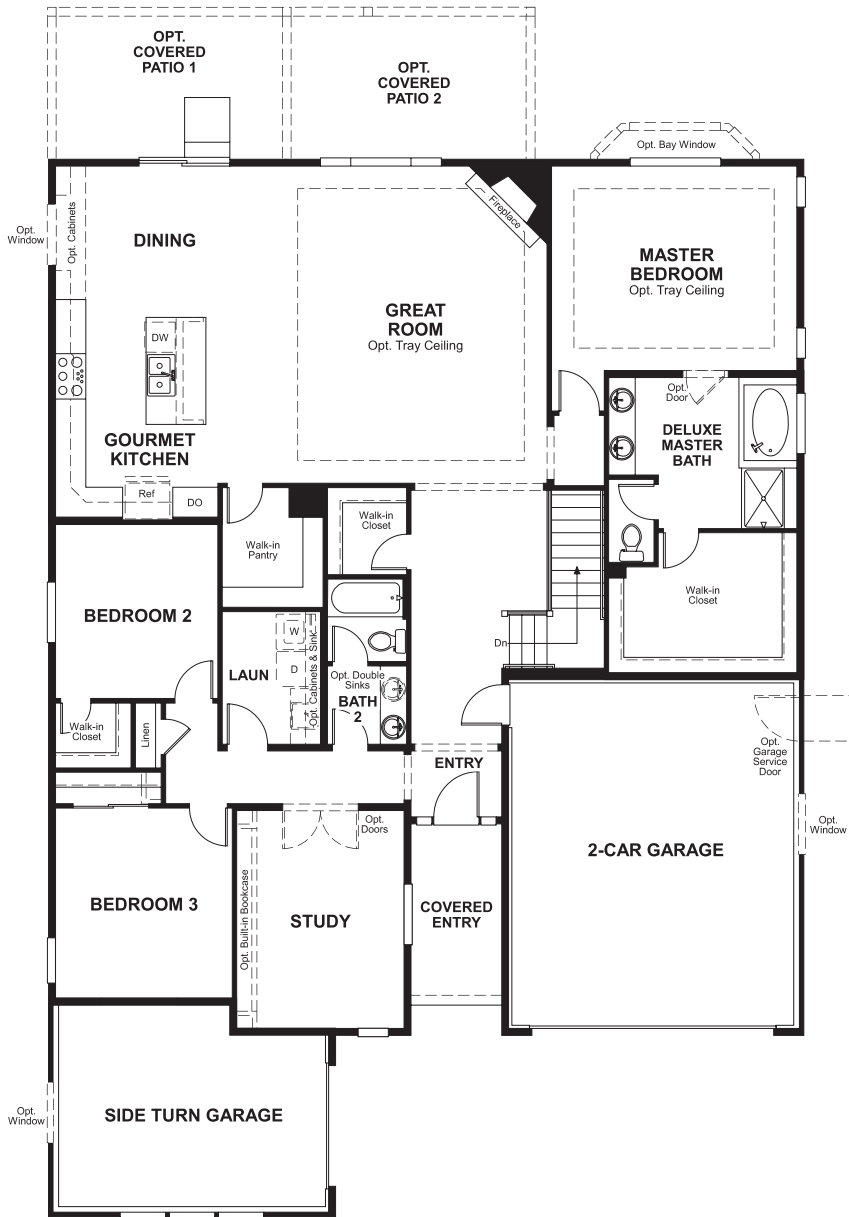 OPT.
COVERED
PATIO 1
OPT.
COVERED
PATIO 2
Opt. Bay Window
Opt.
Window
Opt. Cabinets
DINING
Fireplace
MASTER
BEDROOM
Opt. Tray Ceiling
GREAT
ROOM
Opt. Tray Ceiling
DW
Opt.
Door
DELUXE
MASTER
BATH
GOURMET
KITCHEN
Ref
DO
Walk-in
Pantry
Walk-in
Closet
Walk-in
Closet
BEDROOM 2
W
D
LAUN
Opt. Cabinets & Sink
Opt. Double
Sinks
BATH
2
Dn
Walk-in
Closet
Linen
ENTRY
Opt.
Garage
Service
Door
Opt.
Doors
Opt.
Window
2-CAR GARAGE
BEDROOM 3
Opt. Built-in Bookcase
STUDY
COVERED
ENTRY
Opt.
Window
SIDE TURN GARAGE